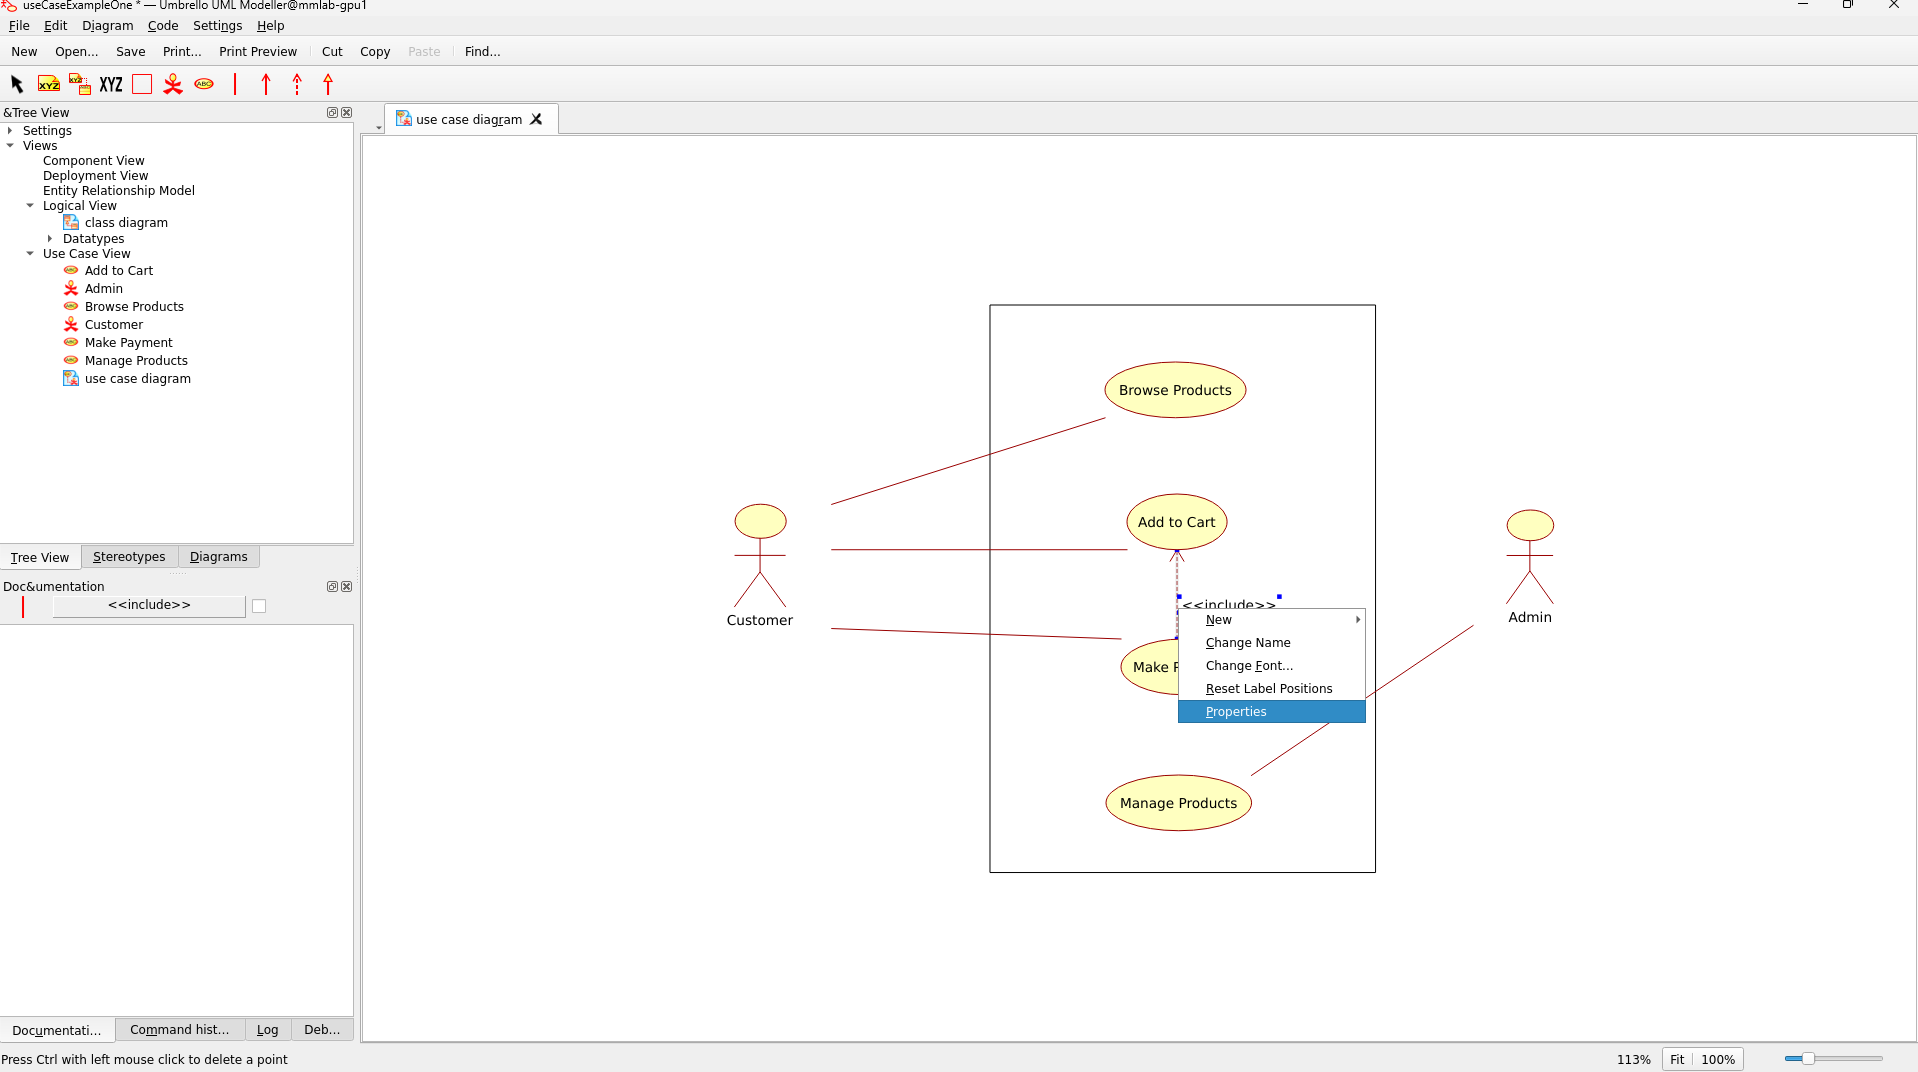 useCaseExampleOne * — Umbrello UML Modeller@mmlab-gpu1
File Edit Diagram Code Settings Help
New Open... Save Print... Print Preview Cut Copy Paste Find...
XYZ XYZ XYZ ABC
&Tree View
use case diagram
Settings
Views
Component View
Deployment View
Entity Relationship Model
Logical View
class diagram
Datatypes
Use Case View
Add to Cart
Admin
Browse Products
Customer
Make Payment
Manage Products
use case diagram
Tree View Stereotypes Diagrams
Doc&umentation
<<include>>
Browse Products
Add to Cart
<<include>>
Customer
Admin
Make P
Manage Products
New
Change Name
Change Font...
Reset Label Positions
Properties
Documentati... Command hist... Log Deb...
Press Ctrl with left mouse click to delete a point
113% Fit 100%